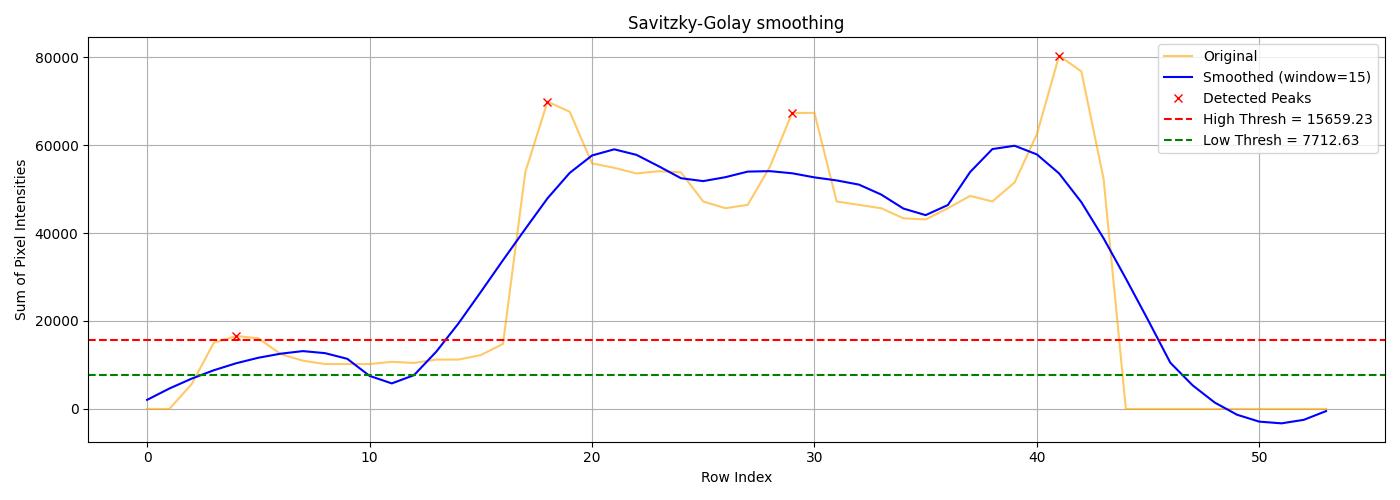 Savitzky-Golay smoothing
Original
Smoothed (window=15)
Detected Peaks
High Thresh = 15659.23
Low Thresh = 7712.63
Sum of Pixel Intensities
80000
60000
40000
20000
0
0 10 20 30 40 50
Row Index